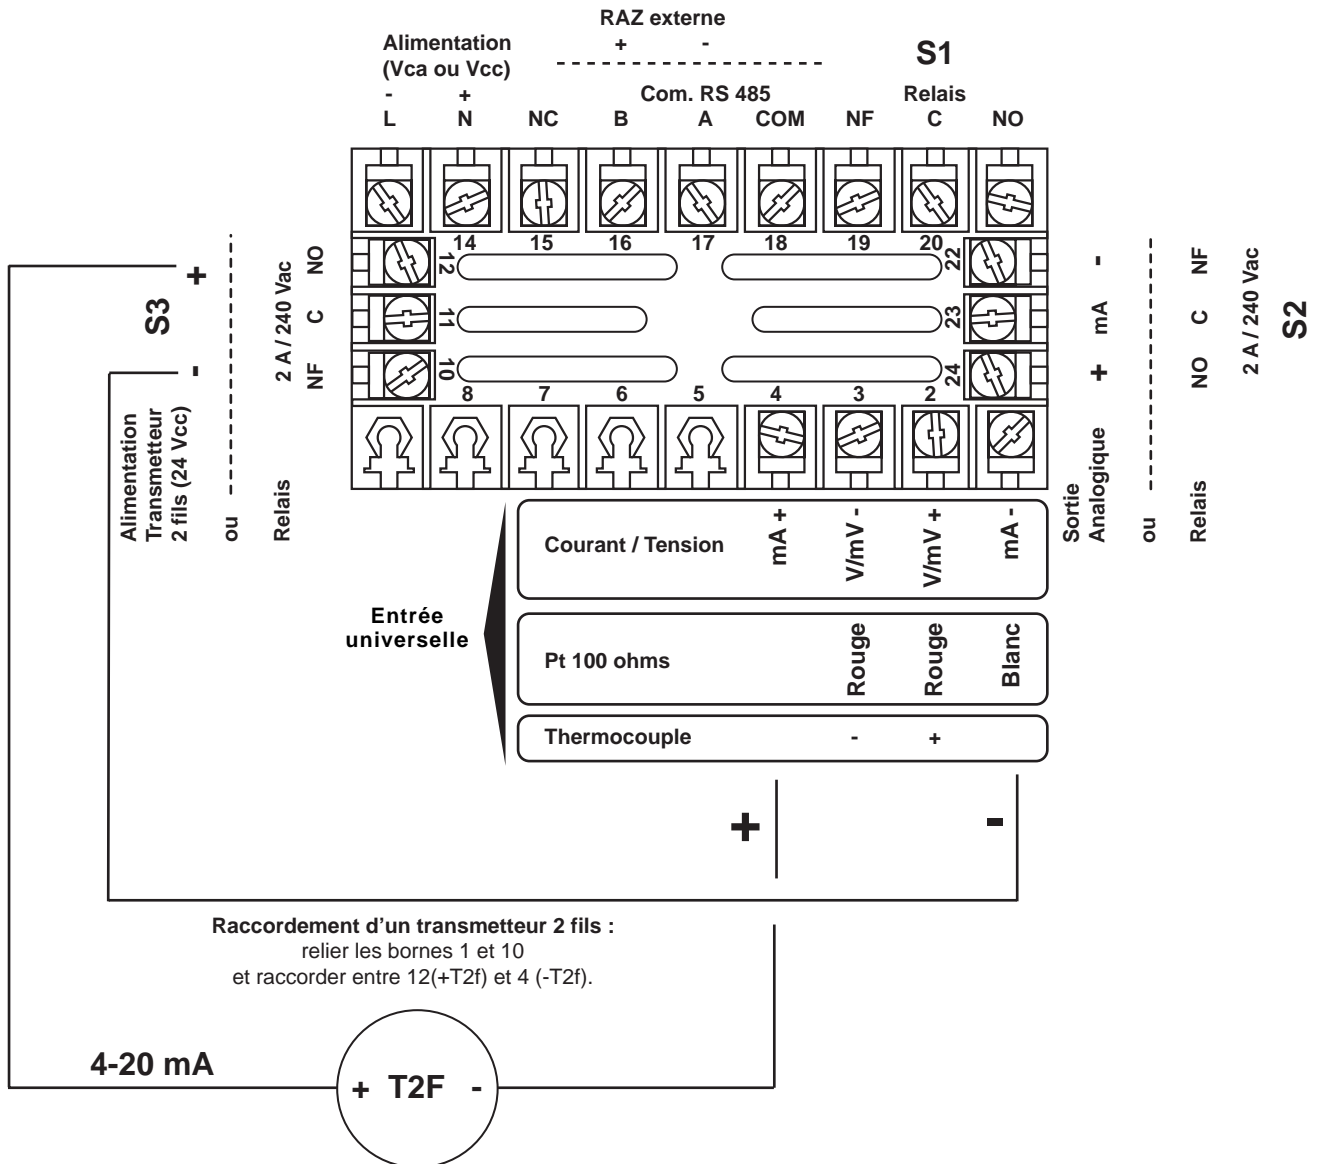 RAZ externe
+ -
Alimentation
(Vca ou Vcc)
S1
- +
Com. RS 485
Relais
L N NC B A COM NF C NO
14 15 16 17 18 19 20
12
11
10
22
23
24
8 7 6 5 4 3 2
+
-
S3
Alimentation
Transmetteur
2 fils (24 Vcc)
ou
2 A / 240 Vac
NO
C
NF
Relais
-
mA
+
Sortie
Analogique
ou
NF
C
NO
Relais
2 A / 240 Vac
S2
Entrée
universelle
Courant / Tension mA + V/mV - V/mV + mA -
Pt 100 ohms Rouge Rouge Blanc
Thermocouple - +
+ -
Raccordement d’un transmetteur 2 fils :
relier les bornes 1 et 10
et raccorder entre 12(+T2f) et 4 (-T2f).
4-20 mA
+ T2F -